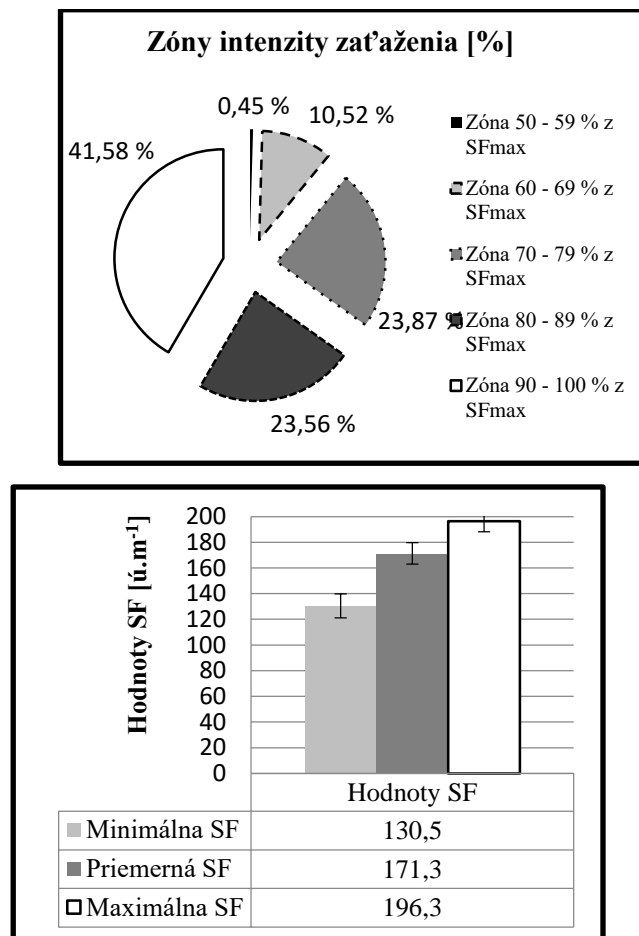 Zóny intenzity zaťaženia [%]
0,45 %
10,52 %
41,58 %
23,87 %
23,56 %
Zóna 50 - 59 % z
SFmax
Zóna 60 - 69 % z
SFmax
Zóna 70 - 79 % z
SFmax
Zóna 80 - 89 % z
SFmax
Zóna 90 - 100 % z
SFmax
Hodnoty SF [ú.m-1]
200
180
160
140
120
100
80
60
40
20
0
Hodnoty SF
Minimálna SF 130,5
Priemerná SF 171,3
Maximálna SF 196,3